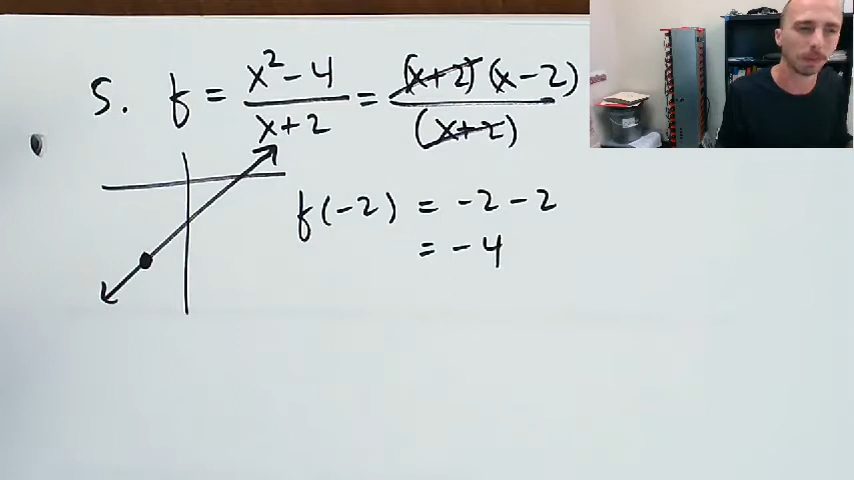 5. f = x²-4 / x+2 = (x+2)(x-2) / (x+2)
f(-2) = -2-2
= -4